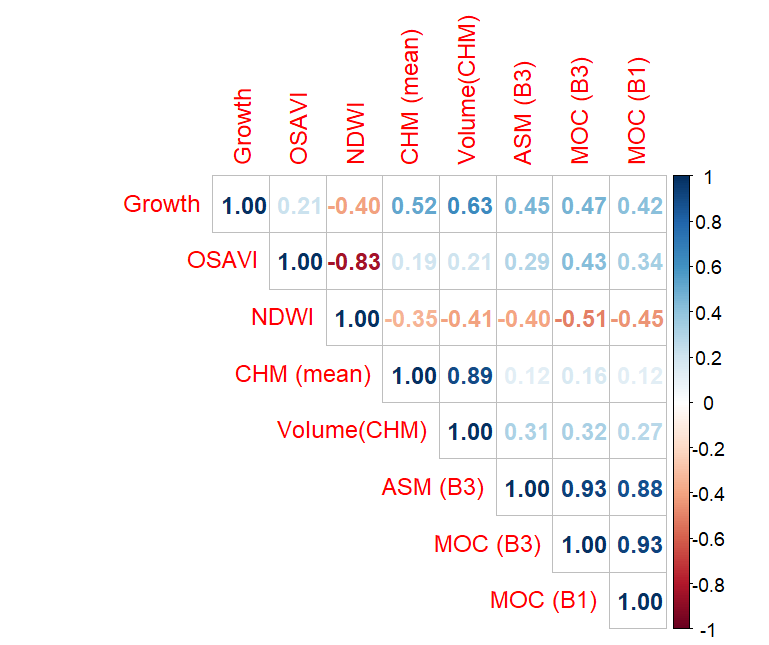 Growth OSAVI NDWI CHM (mean) Volume(CHM) ASM (B3) MOC (B3) MOC (B1)
Growth 1.00 0.21 -0.40 0.52 0.63 0.45 0.47 0.42
OSAVI 1.00 -0.83 0.19 0.21 0.29 0.43 0.34
NDWI 1.00 -0.35 -0.41 -0.40 -0.51 -0.45
CHM (mean) 1.00 0.89 0.12 0.16 0.12
Volume(CHM) 1.00 0.31 0.32 0.27
ASM (B3) 1.00 0.93 0.88
MOC (B3) 1.00 0.93
MOC (B1) 1.00
1
0.8
0.6
0.4
0.2
0
-0.2
-0.4
-0.6
-0.8
-1